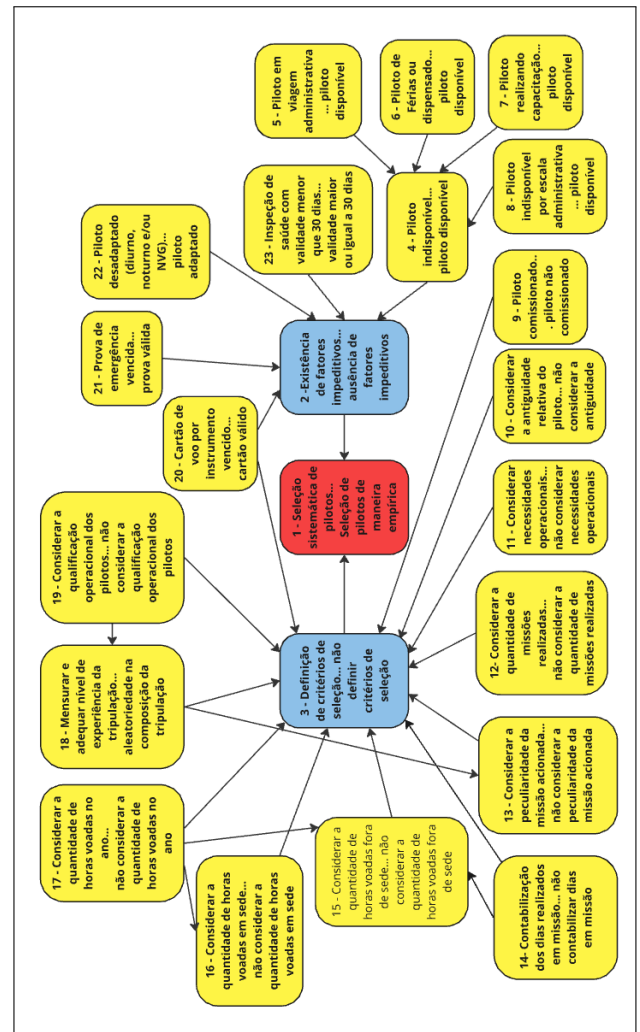 17 - Considerar a
quantidade de
horas voadas no
ano...
não considerar a
quantidade de
horas voadas no
ano
18 - Mensurar e
adequar nível de
experiência da
tripulação...
aleatoriedade na
composição da
tripulação
19 - Considerar a
qualificação
operacional dos
pilotos... não
considerar a
qualificação
operacional dos
pilotos
20 - Cartão de
voo por
instrumento
vencido...
cartão válido
21 - Prova de
emergência
vencida...
prova válida
22 - Piloto
desadaptado
(diurno,
noturno e/ou
NVG)...
piloto
adaptado
16 - Considerar a
quantidade de horas
voadas em sede...
não considerar a
quantidade de horas
voadas em sede
3 - Definição
de critérios de
seleção... não
definir
critérios de
seleção
1 - Seleção
sistemática de
pilotos...
Seleção de
pilotos de
maneira
empírica
2 -Existência
de fatores
impeditivos...
ausência de
fatores
impeditivos
23 - Inspeção de
saúde com
validade menor
que 30 dias...
validade maior
ou igual a 30 dias
5 - Piloto em
viagem
administrativa
... piloto
disponível
15 - Considerar a
quantidade de
horas voadas fora
de sede... não
considerar a
quantidade de
horas voadas fora
de sede
4 - Piloto
indisponível...
piloto disponível
6 - Piloto de
Férias ou
dispensado...
piloto
disponível
14- Contabilização
dos dias realizados
em missão... não
contabilizar dias
em missão
13 - Considerar a
peculiaridade da
missão acionada...
não considerar a
peculiaridade da
missão acionada
12- Considerar a
quantidade de
missões
realizadas...
não considerar a
quantidade de
missões realizadas
11 - Considerar
necessidades
operacionais...
não considerar
necessidades
operacionais
10 - Considerar
a antiguidade
relativa do
piloto... não
considerar a
antiguidade
9 - Piloto
comissionado..
. piloto não
comissionado
8 - Piloto
indisponível
por escala
administrativa
... piloto
disponível
7 - Piloto
realizando
capacitação...
piloto
disponível